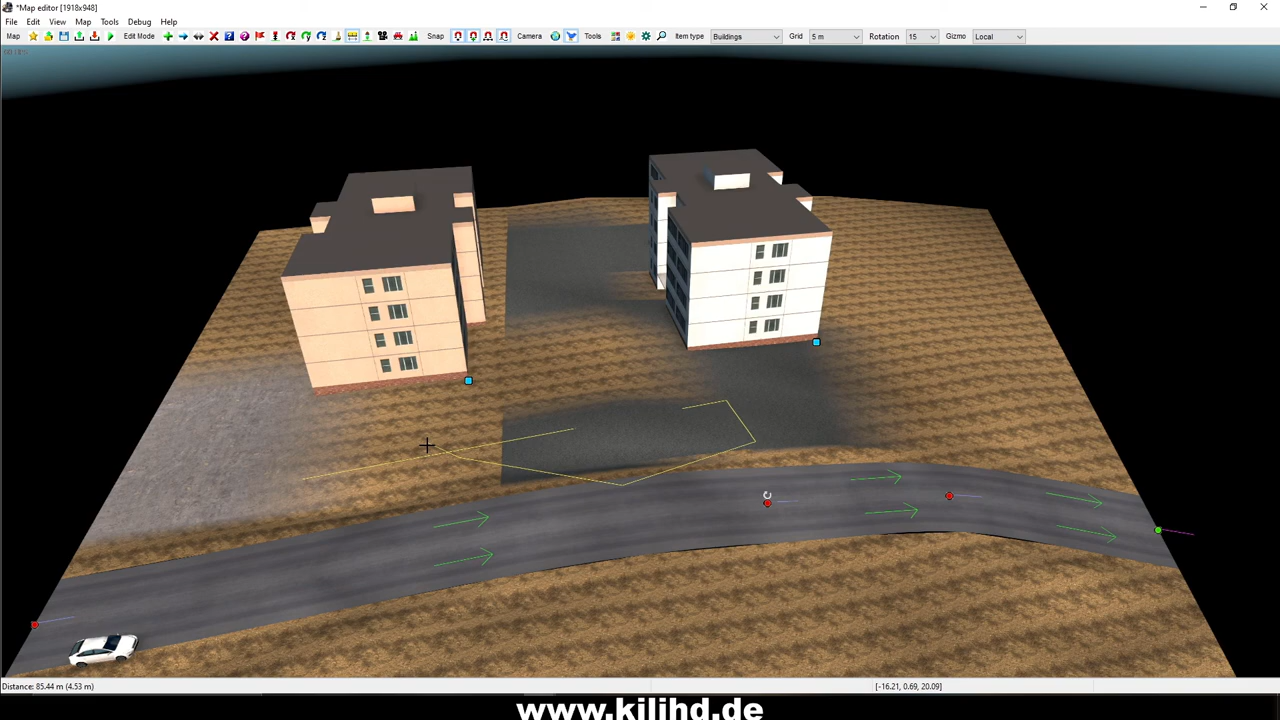 *Map editor [1918x948]
File Edit View Map Tools Debug Help
Map Edit Mode Snap Camera Tools Item type Buildings Grid 5 m Rotation 15 Gizmo Local
Distance: 85.44 m (4.53 m) [-16.21, 0.69, 20.09]
www.kilihd.de